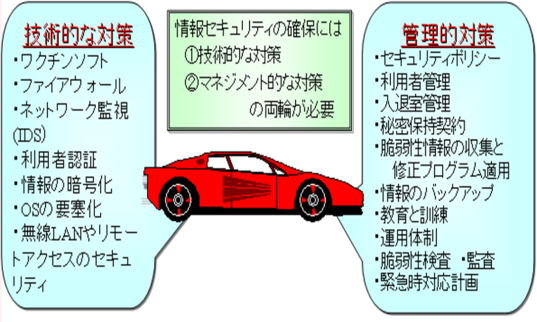 技術的な対策
・ワクチンソフト
・ファイアウォール
・ネットワーク監視
(IDS)
・利用者認証
・情報の暗号化
・OSの要塞化
・無線LANやリモー
トアクセスのセキュ
リティ
情報セキュリティの確保には
①技術的な対策
②マネジメント的な対策
の両輪が必要
管理的対策
・セキュリティポリシー
・利用者管理
・入退室管理
・秘密保持契約
・脆弱性情報の収集と
修正プログラム適用
・情報のバックアップ
・教育と訓練
・運用体制
・脆弱性検査 ・監査
・緊急時対応計画